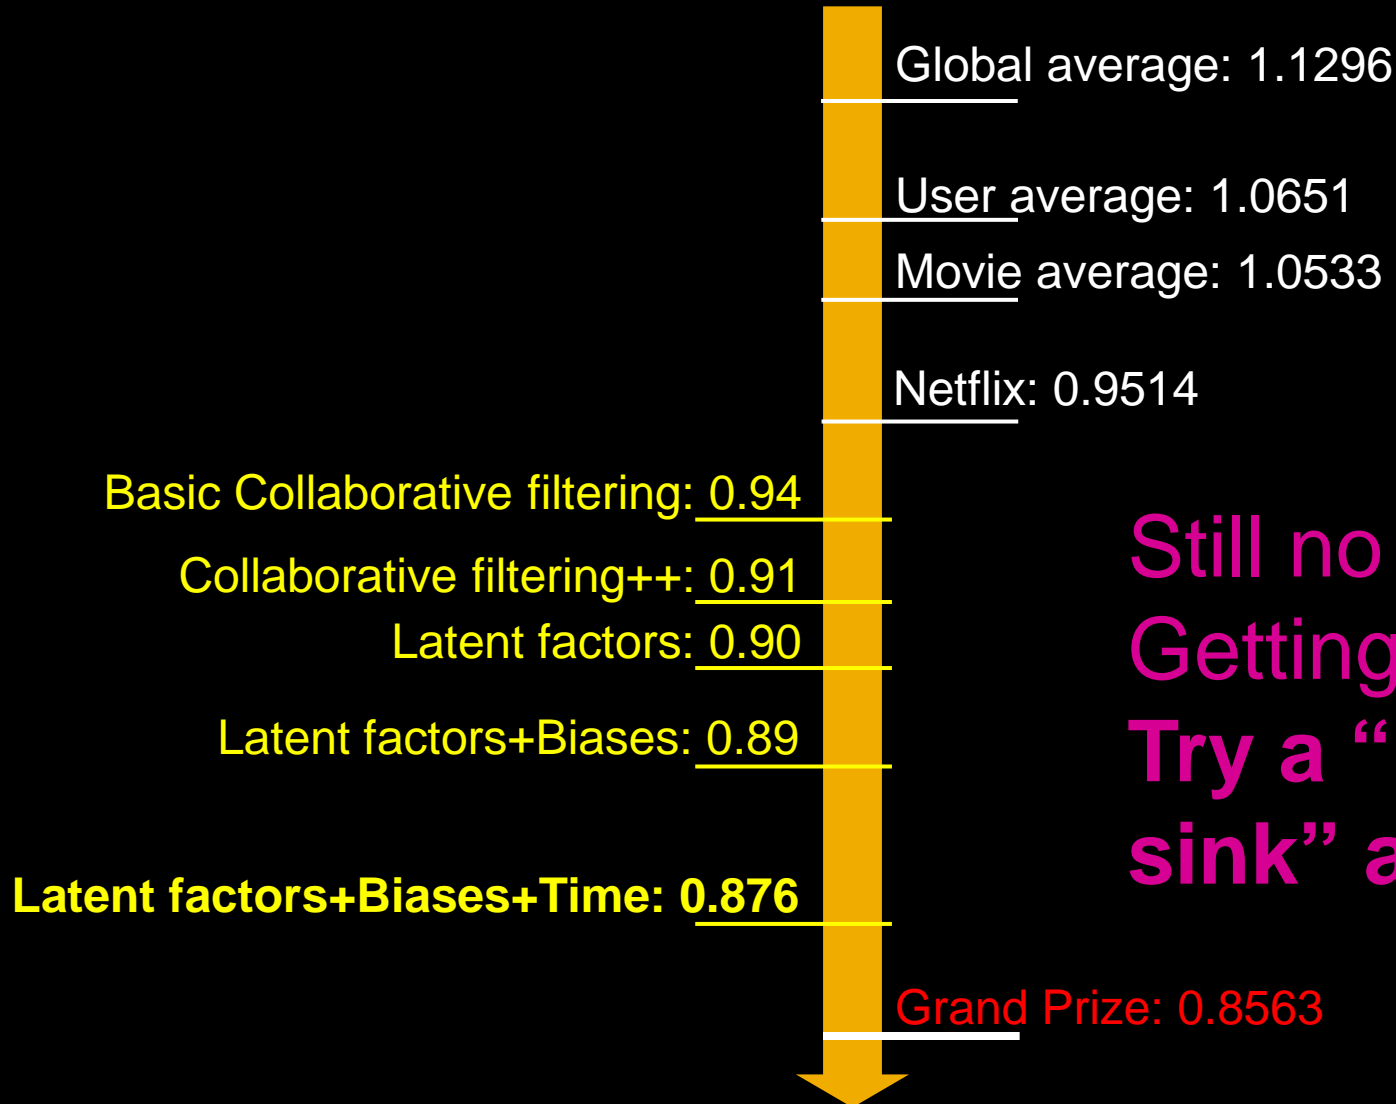 Global average: 1.1296
User average: 1.0651
Movie average: 1.0533
Netflix: 0.9514
Basic Collaborative filtering: 0.94
Collaborative filtering++: 0.91
Latent factors: 0.90
Latent factors+Biases: 0.89
Latent factors+Biases+Time: 0.876
Grand Prize: 0.8563
Still no
Getting
Try a “
sink” a